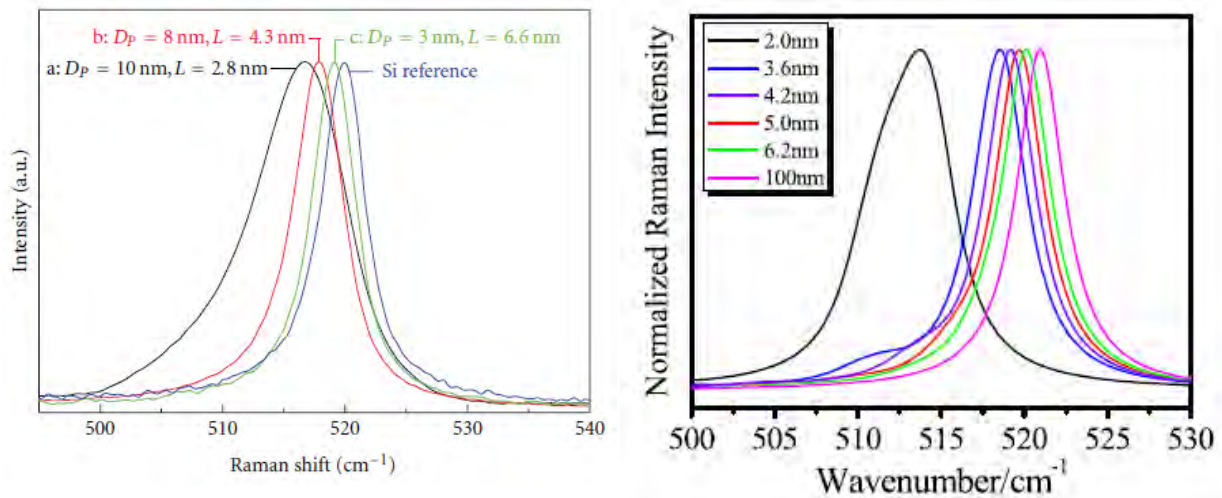 b: D_P = 8 nm, L = 4.3 nm
c: D_P = 3 nm, L = 6.6 nm
a: D_P = 10 nm, L = 2.8 nm
Si reference
Intensity (a.u.)
500 510 520 530 540
Raman shift (cm⁻¹)
2.0nm
3.6nm
4.2nm
5.0nm
6.2nm
100nm
Normalized Raman Intensity
500 505 510 515 520 525 530
Wavenumber/cm⁻¹